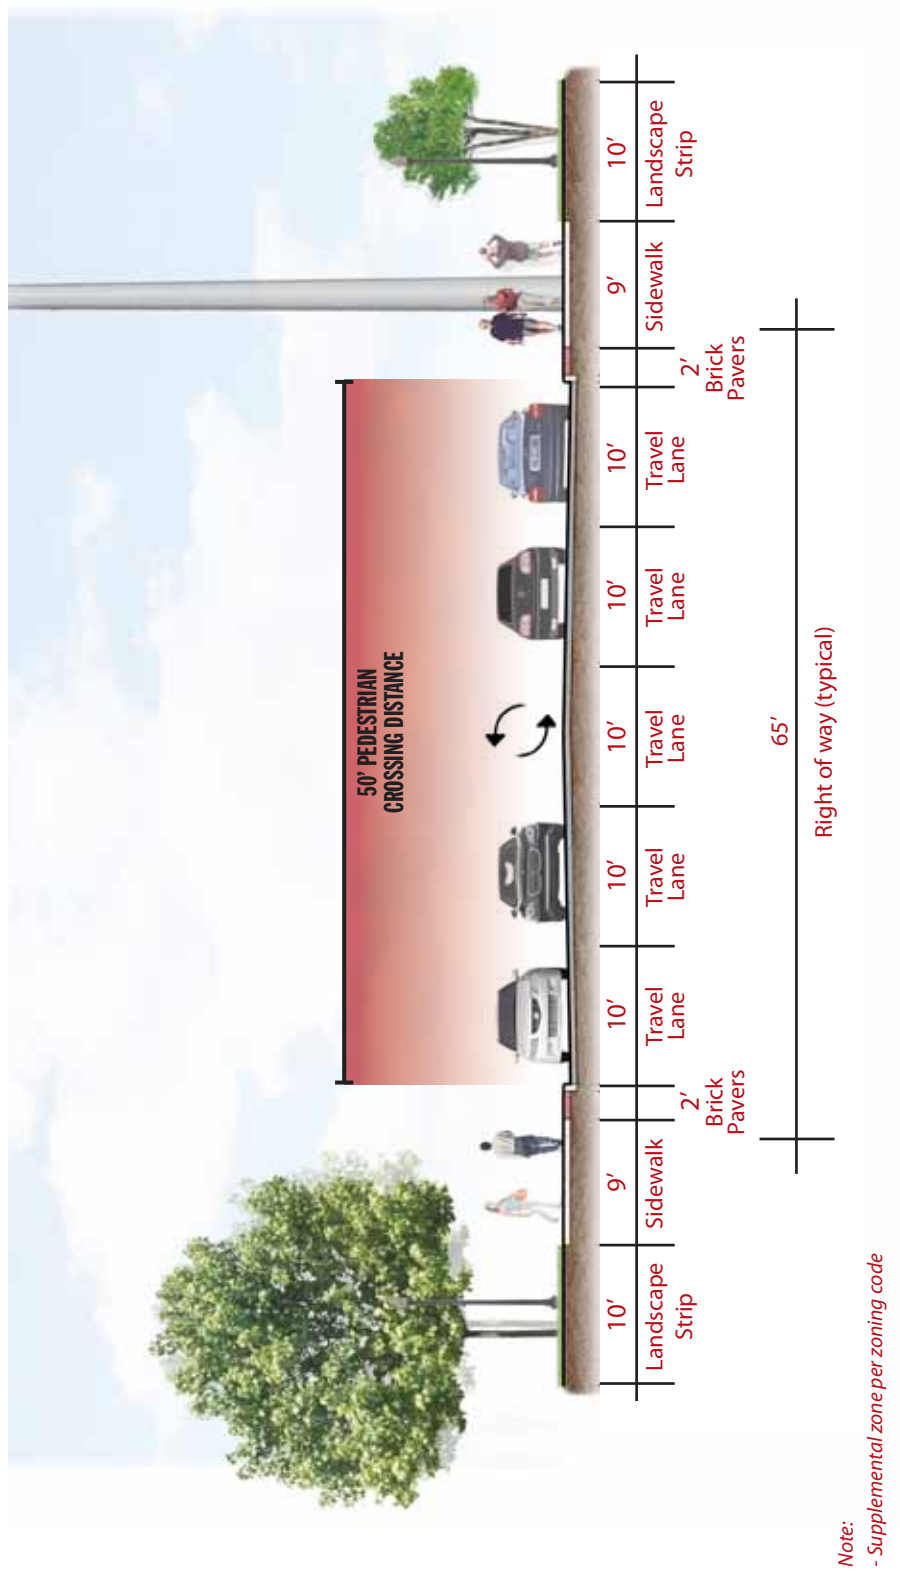 50' PEDESTRIAN
CROSSING DISTANCE
10'
9'
2'
10'
10'
10'
10'
10'
2'
9'
10'
Landscape
Strip
Sidewalk
Brick
Pavers
Travel
Lane
Travel
Lane
Travel
Lane
Travel
Lane
Travel
Lane
Brick
Pavers
Sidewalk
Landscape
Strip
65'
Right of way (typical)
Note:
- Supplemental zone per zoning code